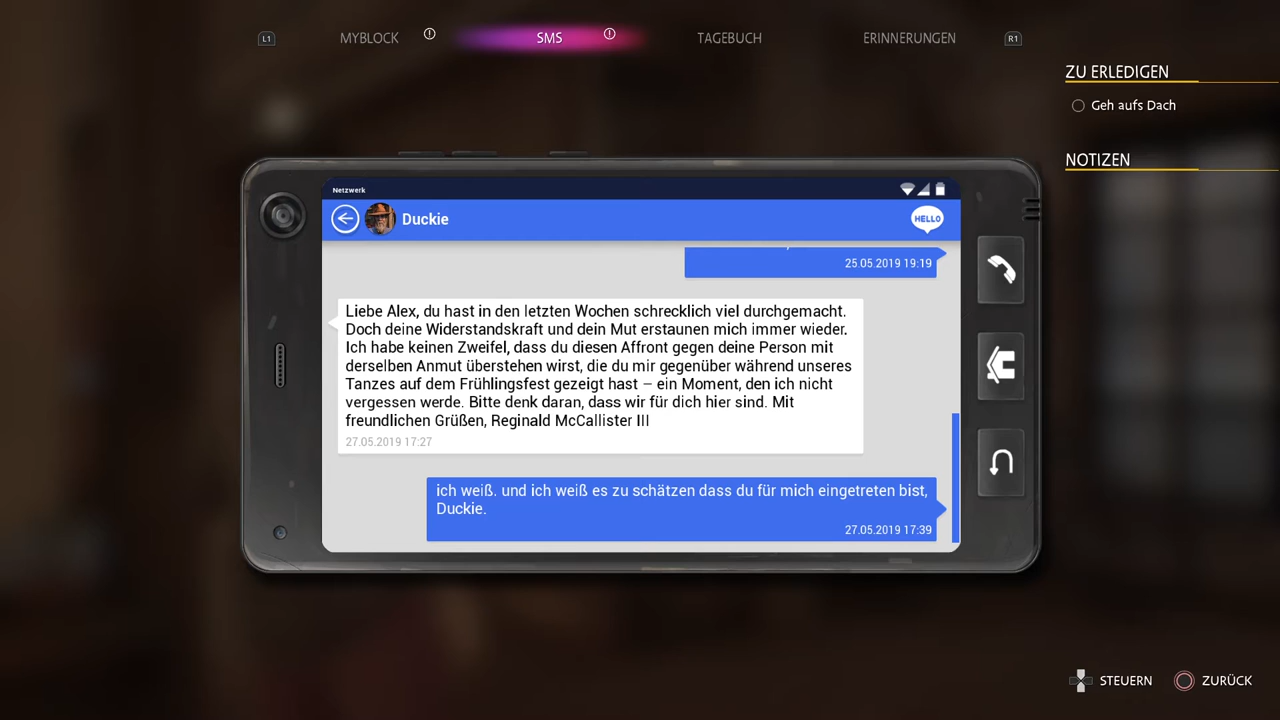 L1
MYBLOCK
SMS
TAGEBUCH
ERINNERUNGEN
R1
ZU ERLEDIGEN
Geh aufs Dach
NOTIZEN
Netzwerk
Duckie
HELLO
25.05.2019 19:19
Liebe Alex, du hast in den letzten Wochen schrecklich viel durchgemacht.
Doch deine Widerstandskraft und dein Mut erstaunen mich immer wieder.
Ich habe keinen Zweifel, dass du diesen Affront gegen deine Person mit
derselben Anmut überstehen wirst, die du mir gegenüber während unseres
Tanzes auf dem Frühlingsfest gezeigt hast – ein Moment, den ich nicht
vergessen werde. Bitte denk daran, dass wir für dich hier sind. Mit
freundlichen Grüßen, Reginald McCallister III
27.05.2019 17:27
ich weiß. und ich weiß es zu schätzen dass du für mich eingetreten bist,
Duckie.
27.05.2019 17:39
STEUERN
ZURÜCK